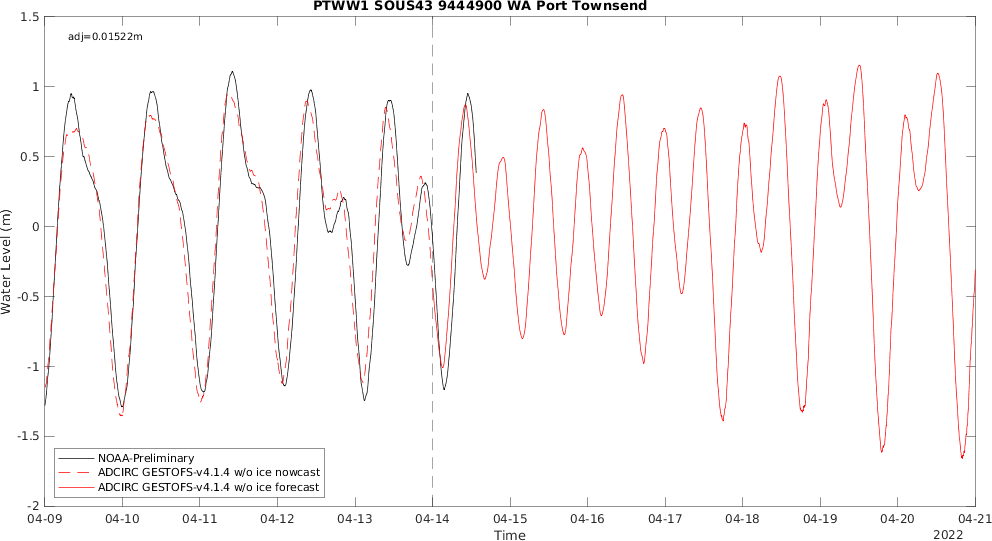 PTWW1 SOUS43 9444900 WA Port Townsend
adj=0.01522m
1.5
1
0.5
0
-0.5
-1
-1.5
-2
Water Level (m)
NOAA-Preliminary
ADCIRC GESTOFS-v4.1.4 w/o ice nowcast
ADCIRC GESTOFS-v4.1.4 w/o ice forecast
04-09 04-10 04-11 04-12 04-13 04-14 04-15 04-16 04-17 04-18 04-19 04-20 04-21
Time
2022